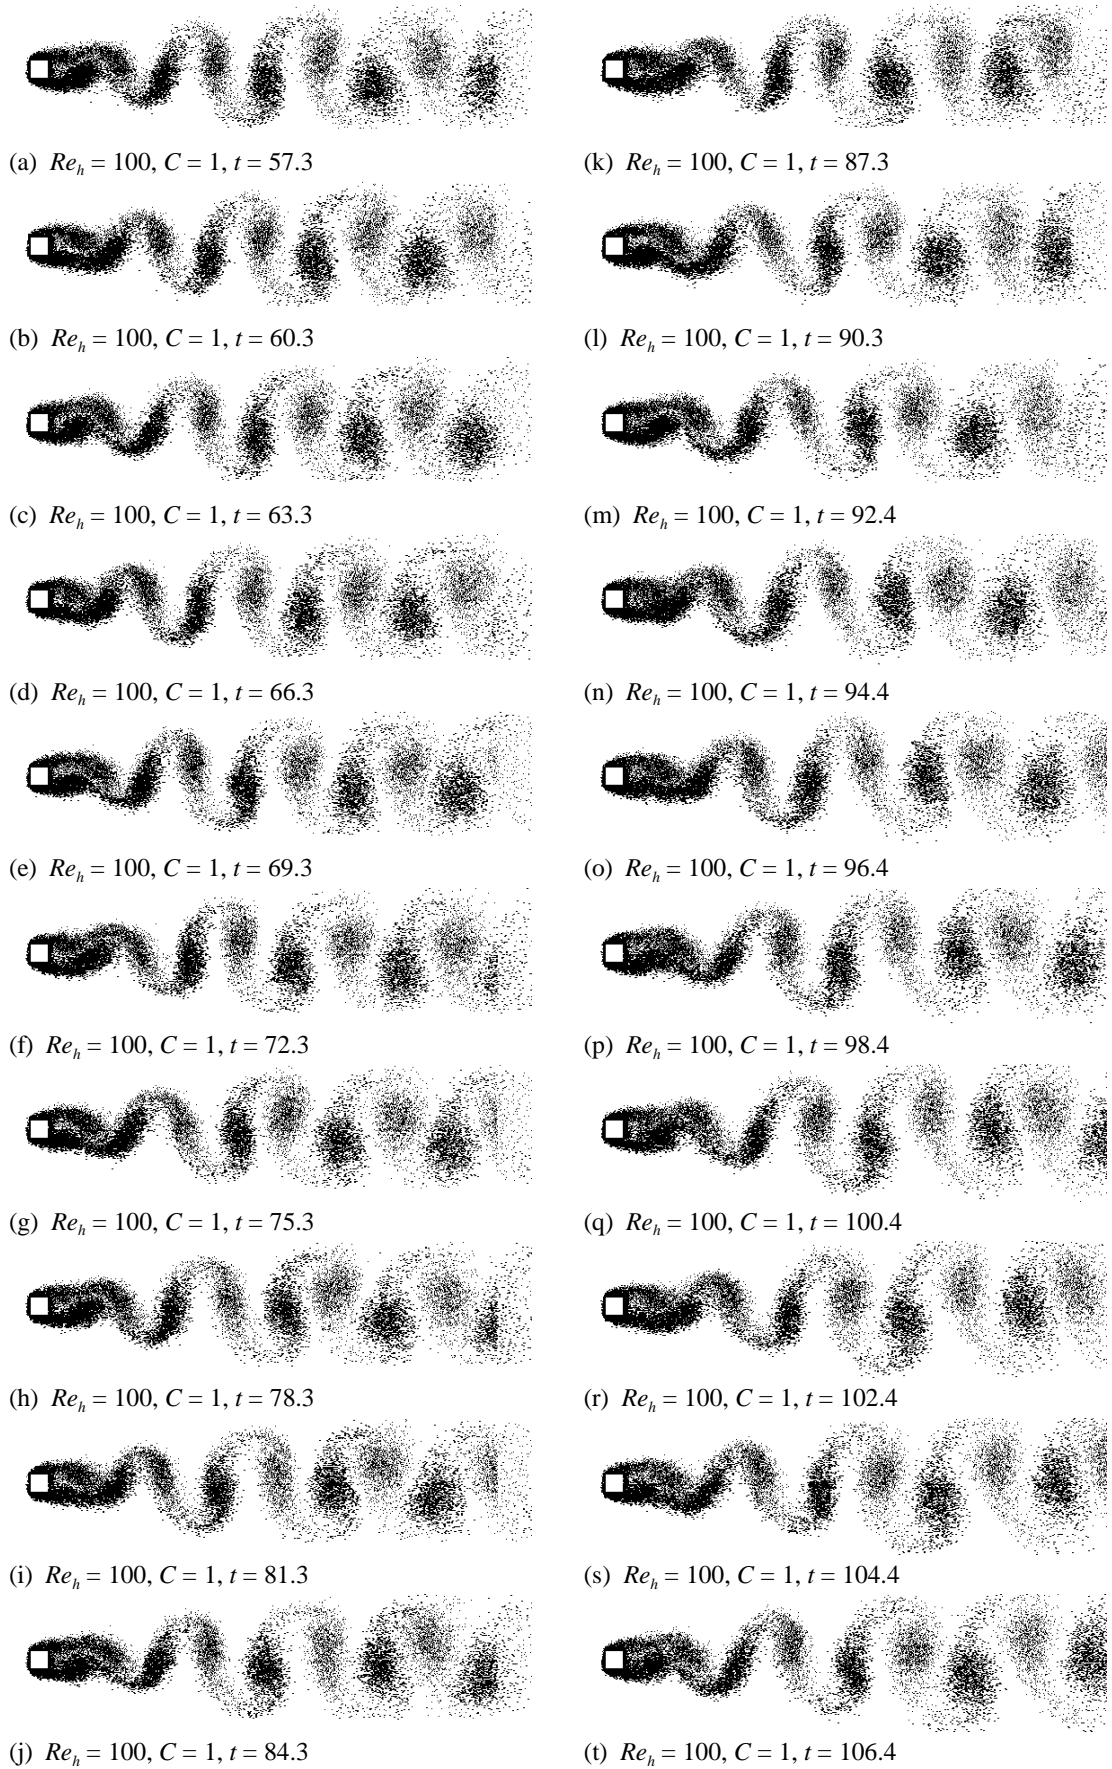 (a) Re_h = 100, C = 1, t = 57.3
(b) Re_h = 100, C = 1, t = 60.3
(c) Re_h = 100, C = 1, t = 63.3
(d) Re_h = 100, C = 1, t = 66.3
(e) Re_h = 100, C = 1, t = 69.3
(f) Re_h = 100, C = 1, t = 72.3
(g) Re_h = 100, C = 1, t = 75.3
(h) Re_h = 100, C = 1, t = 78.3
(i) Re_h = 100, C = 1, t = 81.3
(j) Re_h = 100, C = 1, t = 84.3
(k) Re_h = 100, C = 1, t = 87.3
(l) Re_h = 100, C = 1, t = 90.3
(m) Re_h = 100, C = 1, t = 92.4
(n) Re_h = 100, C = 1, t = 94.4
(o) Re_h = 100, C = 1, t = 96.4
(p) Re_h = 100, C = 1, t = 98.4
(q) Re_h = 100, C = 1, t = 100.4
(r) Re_h = 100, C = 1, t = 102.4
(s) Re_h = 100, C = 1, t = 104.4
(t) Re_h = 100, C = 1, t = 106.4